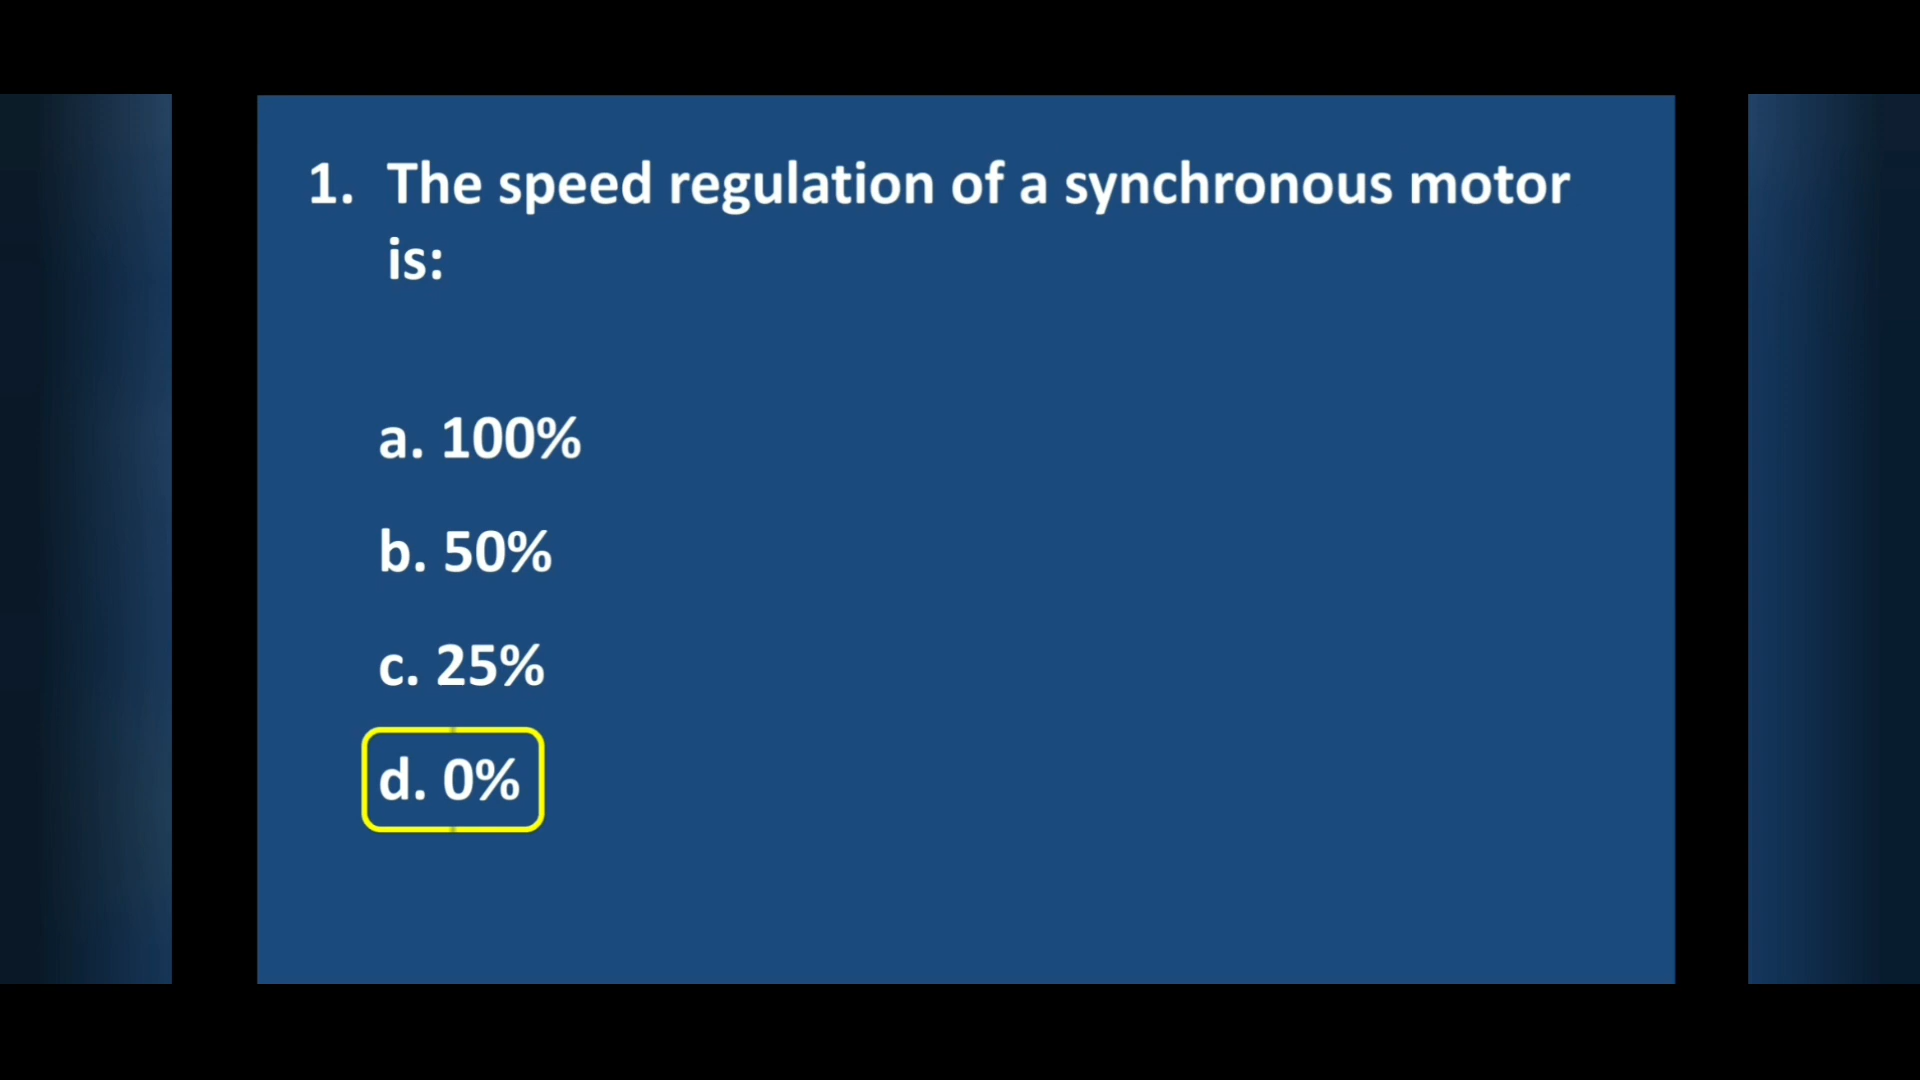 1. The speed regulation of a synchronous motor
is:
a. 100%
b. 50%
c. 25%
d. 0%